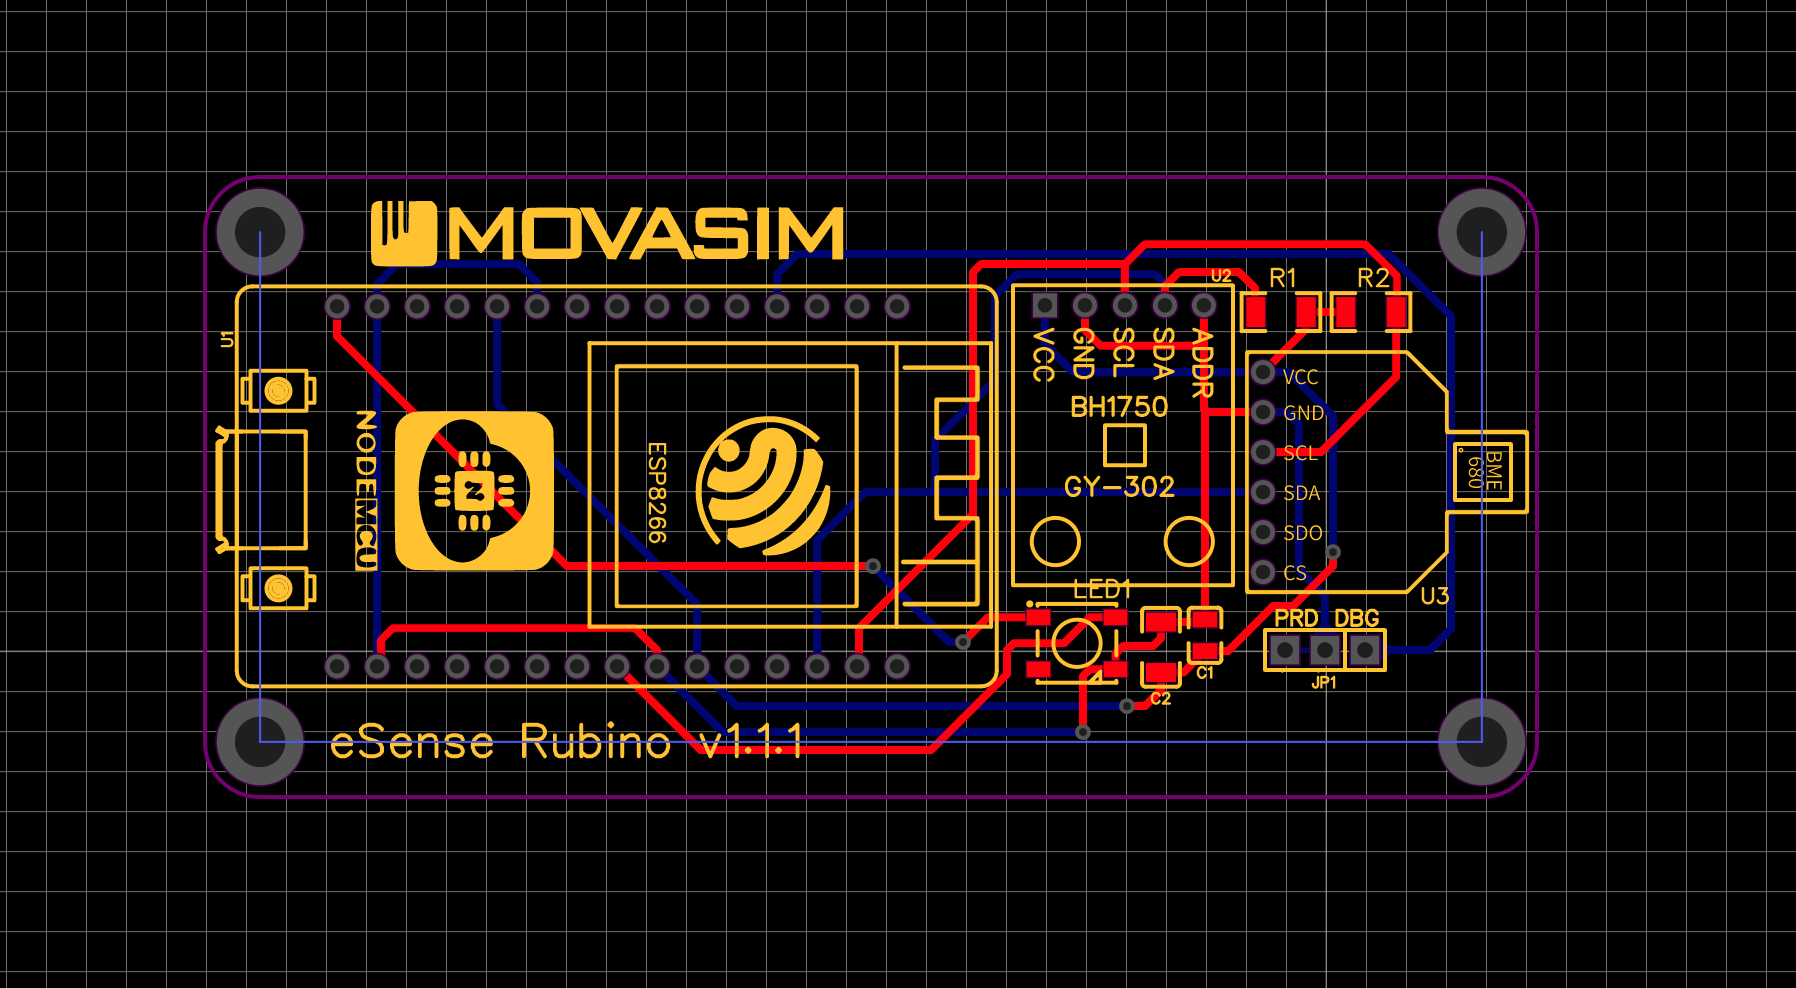 MOVASIM
U1
NODEMCU
ESP8266
U2
VCC
GND
SCL
SDA
ADDR
BH1750
GY-302
R1
R2
VCC
GND
SCL
SDA
SDO
CS
BME
680
U3
LED1
C1
C2
PRD DBG
JP1
eSense Rubino v1.1.1